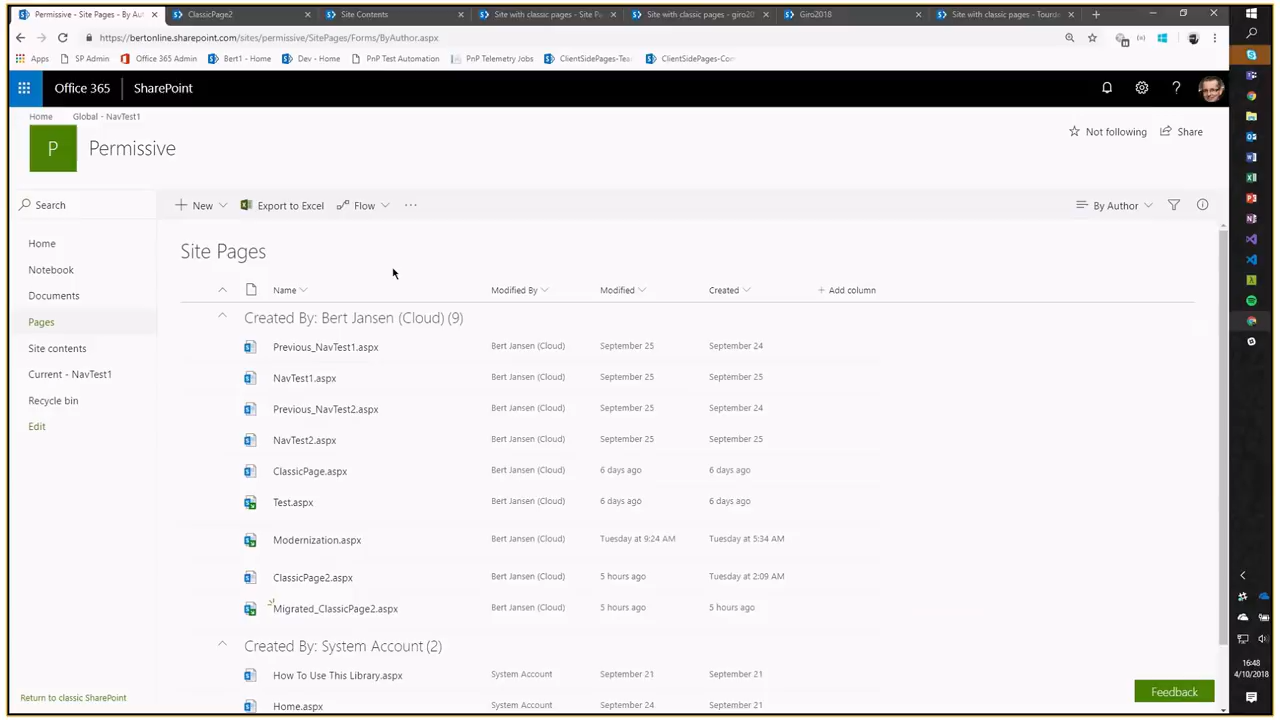 Permissive - Site Pages - By Aut
ClassicPage2
Site Contents
Site with classic pages - Site P
Site with classic pages - giro20
Giro2018
Site with classic pages - Tourde
https://bertonline.sharepoint.com/sites/permissive/SitePages/Forms/ByAuthor.aspx
Apps
SP Admin
Office 365 Admin
Bert1 - Home
Dev - Home
PnP Test Automation
PnP Telemetry Jobs
ClientSidePages-Tea
ClientSidePages-Com
Office 365
SharePoint
Home
Global - NavTest1
P
Permissive
Not following
Share
Search
New
Export to Excel
Flow
By Author
Home
Notebook
Documents
Pages
Site contents
Current - NavTest1
Recycle bin
Edit
Site Pages
Name
Modified By
Modified
Created
Add column
Created By: Bert Jansen (Cloud) (9)
Previous_NavTest1.aspx Bert Jansen (Cloud) September 25 September 24
NavTest1.aspx Bert Jansen (Cloud) September 25 September 25
Previous_NavTest2.aspx Bert Jansen (Cloud) September 25 September 24
NavTest2.aspx Bert Jansen (Cloud) September 25 September 25
ClassicPage.aspx Bert Jansen (Cloud) 6 days ago 6 days ago
Test.aspx Bert Jansen (Cloud) 6 days ago 6 days ago
Modernization.aspx Bert Jansen (Cloud) Tuesday at 9:24 AM Tuesday at 5:34 AM
ClassicPage2.aspx Bert Jansen (Cloud) 5 hours ago Tuesday at 2:09 AM
Migrated_ClassicPage2.aspx Bert Jansen (Cloud) 5 hours ago 5 hours ago
Created By: System Account (2)
How To Use This Library.aspx System Account September 21 September 21
Home.aspx System Account September 24 September 21
Return to classic SharePoint
Feedback
16:48
4/10/2018